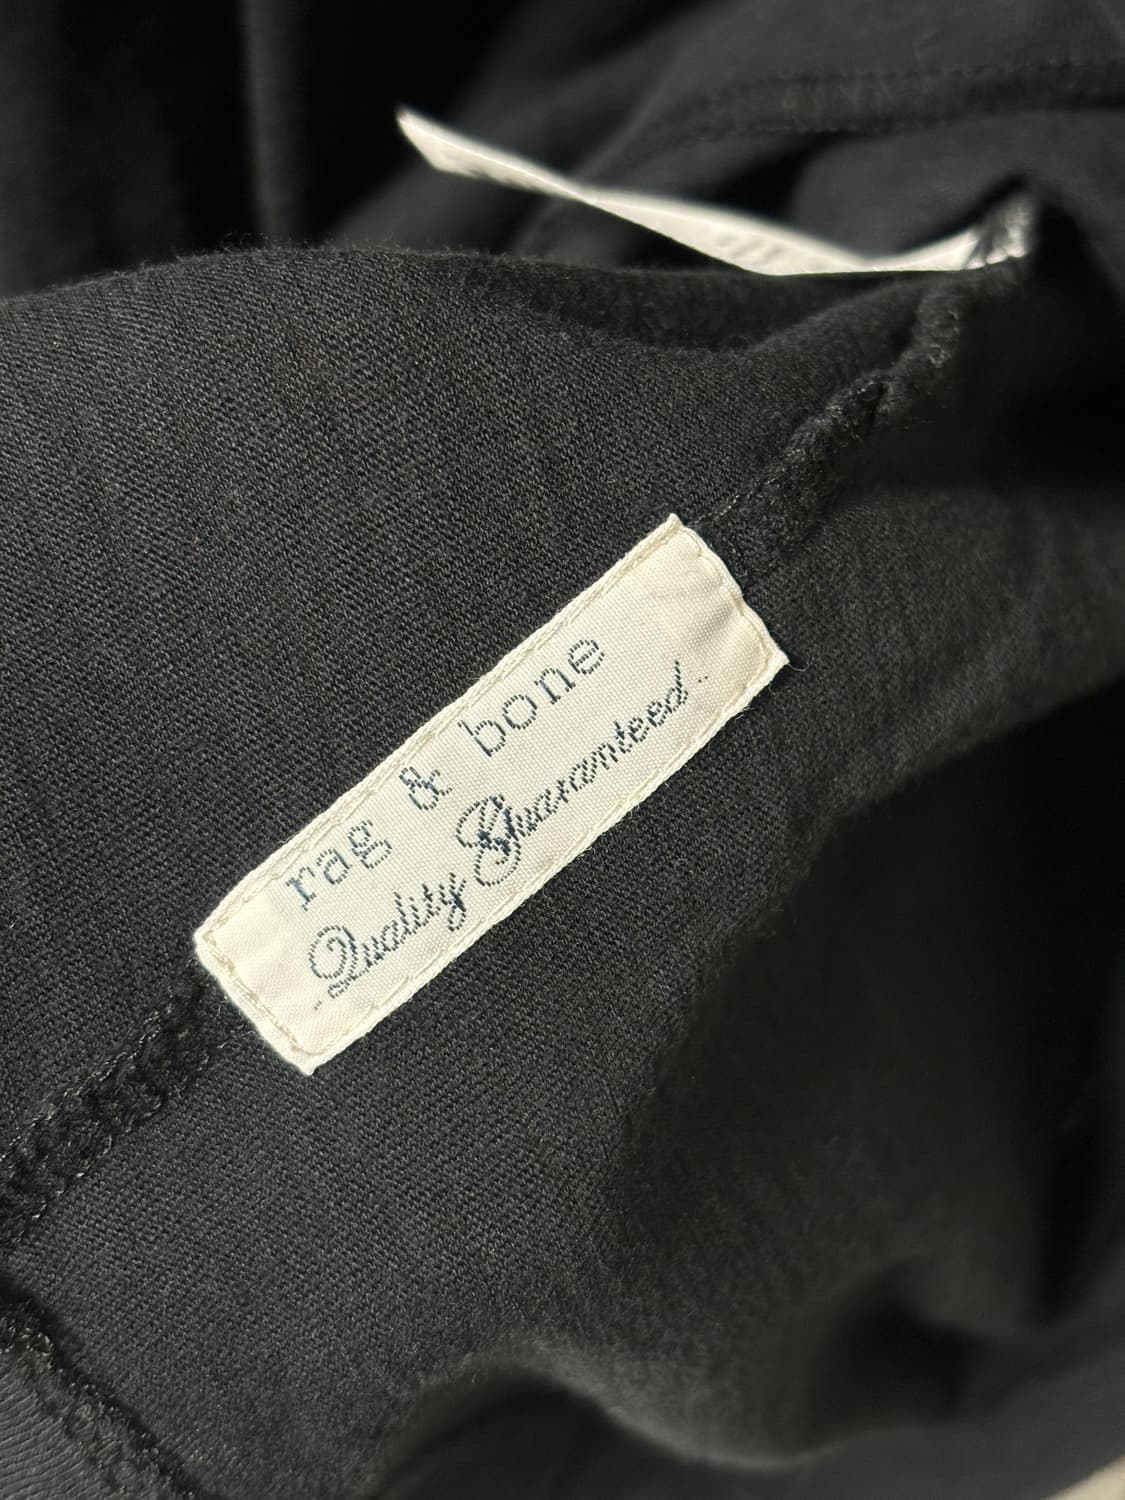 rag & bone
"Quality Guaranteed"